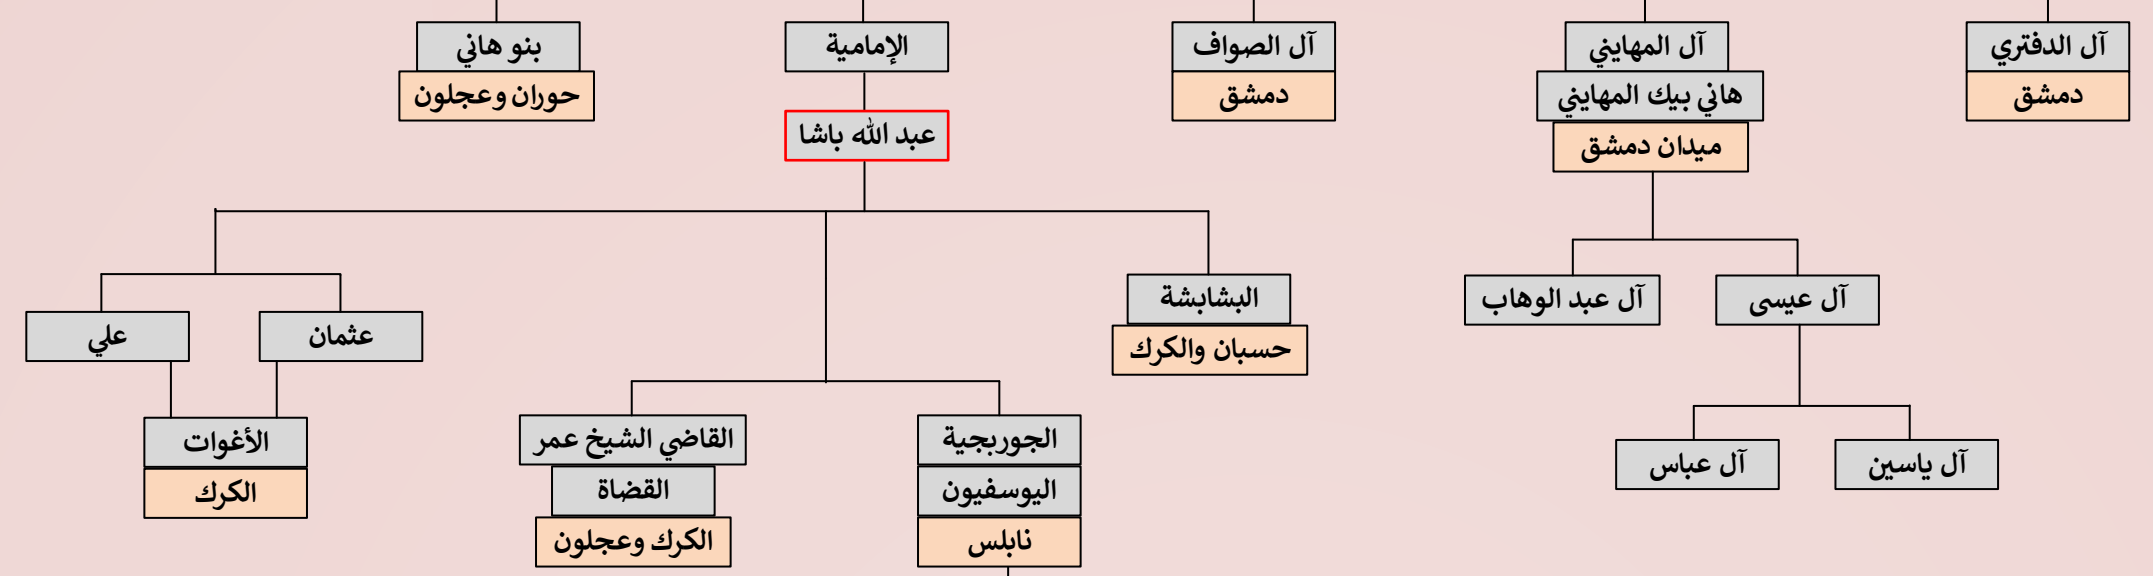 آل الدفتري
دمشق
آل المهايني
هاني بيك المهايني
ميدان دمشق
آل الصواف
دمشق
الإمامية
عبد الله باشا
بنو هاني
حوران وعجلون
آل عيسى
آل عبد الوهاب
آل ياسين
آل عباس
البشابشة
حسبان والكرك
الجوربجية
اليوسفيون
نابلس
القاضي الشيخ عمر
القضاة
الكرك وعجلون
عثمان
علي
الأغوات
الكرك